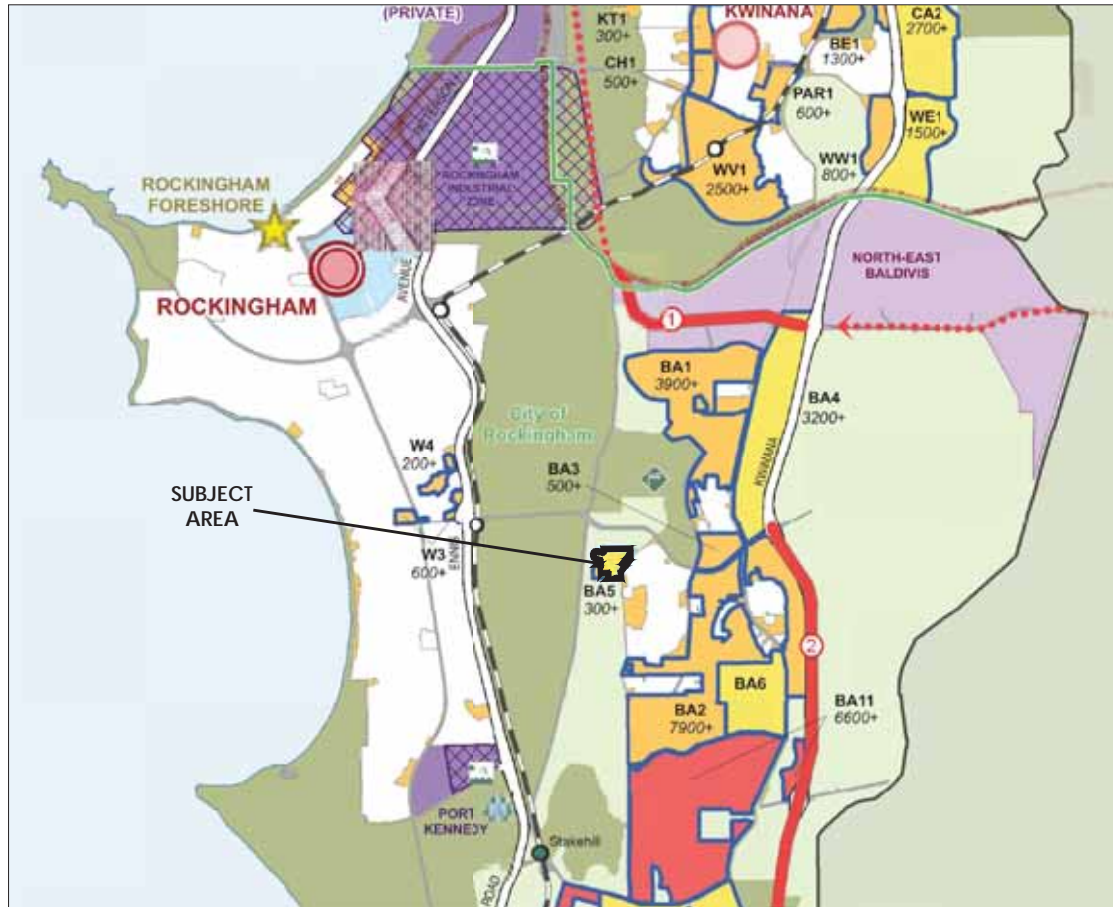 (PRIVATE)
KT1
300+
CH1
500+
KWINANA
CA2
2700+
BE1
1300+
PAR1
600+
WE1
1500+
WW1
800+
WV1
2500+
PATTERSON
ROCKINGHAM
INDUSTRIAL
ZONE
ROCKINGHAM
FORESHORE
ROCKINGHAM
AVENUE
NORTH-EAST
BALDIVIS
1
BA1
3900+
BA4
3200+
KWINANA
City of
Rockingham
W4
200+
BA3
500+
SUBJECT
AREA
W3
600+
ENNIS
BA5
300+
2
BA6
BA2
7900+
BA11
6600+
PORT
KENNEDY
Stakehill
ROAD